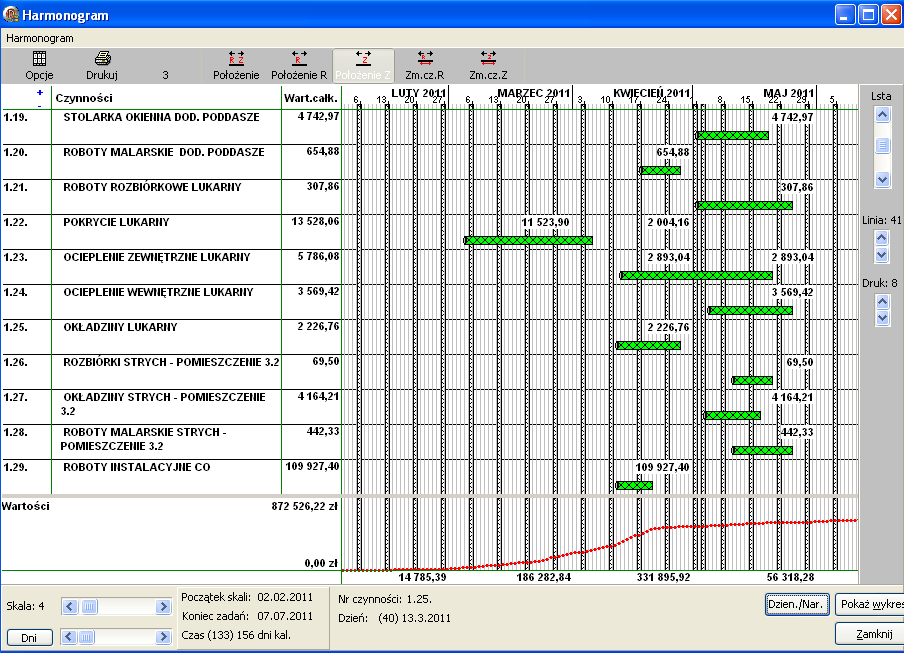 Harmonogram
Harmonogram
Opcje Drukuj 3 Położenie Położenie R Położenie Z Zm.cz.R Zm.cz.Z
+ Czynności Wart.całk. LUTY 2011 MARZEC 2011 KWIECIEŃ 2011 MAJ 2011 Lsta
- 6. 13. 20. 27. 6. 13. 20. 27. 3. 10. 17. 24. 1. 8. 15. 22. 29. 5.
1.19. STOLARKA OKIENNA DOD. PODDASZE 4 742,97 4 742,97
1.20. ROBOTY MALARSKIE DOD. PODDASZE 654,88 654,88
1.21. ROBOTY ROZBIÓRKOWE LUKARNY 307,86 307,86
1.22. POKRYCIE LUKARNY 13 528,06 11 523,90 2 004,16 Linia: 41
1.23. OCIEPLENIE ZEWNĘTRZNE LUKARNY 5 786,08 2 893,04 2 893,04
1.24. OCIEPLENIE WEWNĘTRZNE LUKARNY 3 569,42 3 569,42 Druk: 8
1.25. OKŁADZINY LUKARNY 2 226,76 2 226,76
1.26. ROZBIÓRKI STRYCH - POMIESZCZENIE 3.2 69,50 69,50
1.27. OKŁADZINY STRYCH - POMIESZCZENIE 4 164,21 4 164,21
3.2
1.28. ROBOTY MALARSKIE STRYCH - 442,33 442,33
POMIESZCZENIE 3.2
1.29. ROBOTY INSTALACYJNE CO 109 927,40 109 927,40
Wartości 872 526,22 zł
0,00 zł
14 785,39 186 282,84 331 895,92 56 318,28
Skala: 4 Początek skali: 02.02.2011 Nr czynności: 1.25. Dzien./Nar. Pokaż wykres
Koniec zadań: 07.07.2011 Dzień: (40) 13.3.2011
Dni Czas (133) 156 dni kal. Zamknij